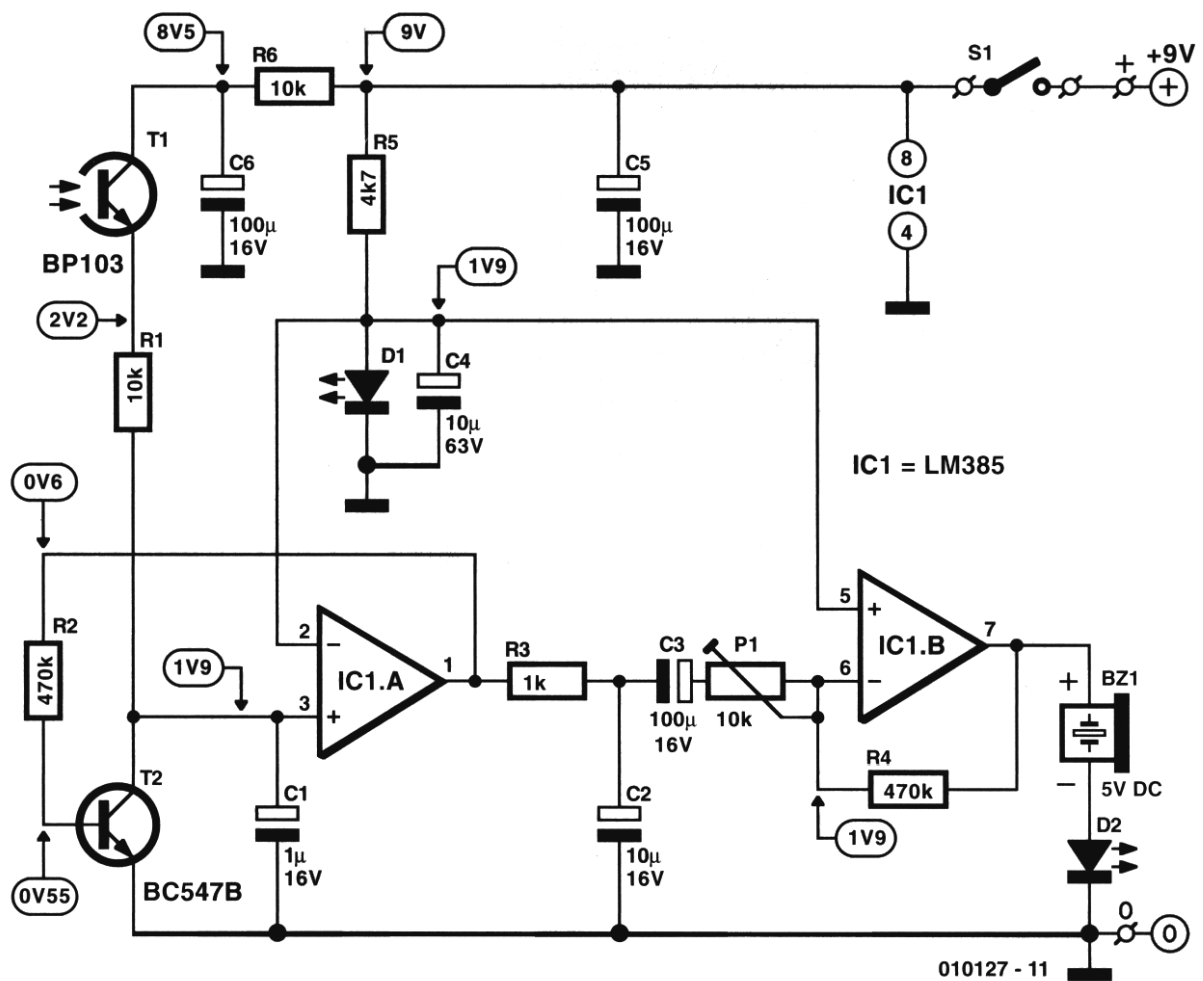 8V5
R6
10k
9V
S1
+
+9V
+
T1
BP103
C6
100µ
16V
R5
4k7
C5
100µ
16V
8
IC1
4
2V2
R1
10k
1V9
D1
C4
10µ
63V
IC1 = LM385
0V6
R2
470k
1V9
2
−
IC1.A
1
3
+
R3
1k
C3
100µ
16V
P1
10k
5
+
IC1.B
7
6
−
R4
470k
1V9
+
BZ1
−
5V DC
D2
T2
BC547B
0V55
C1
1µ
16V
C2
10µ
16V
0
0
010127 - 11